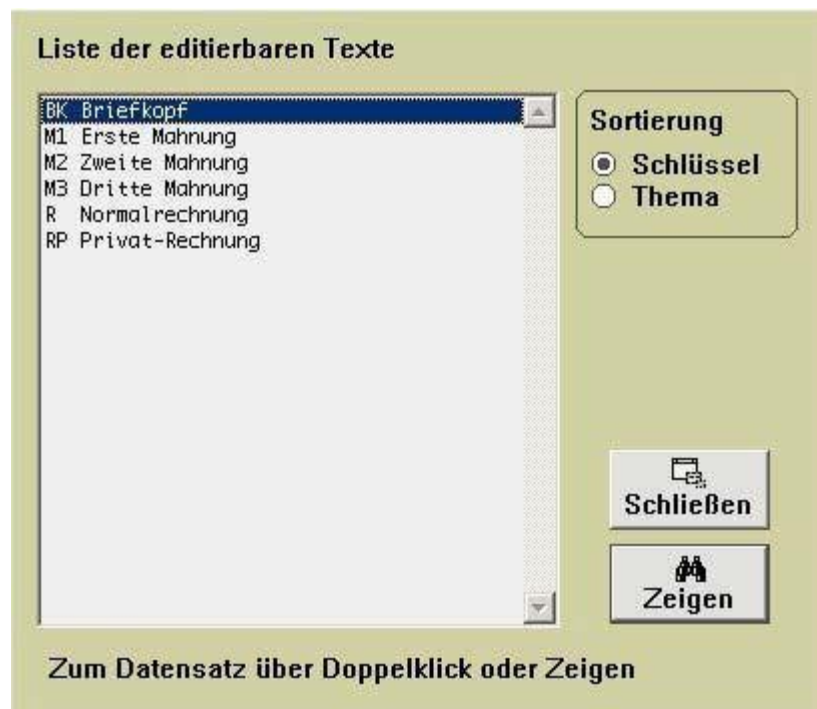 Liste der editierbaren Texte
BK Briefkopf
M1 Erste Mahnung
M2 Zweite Mahnung
M3 Dritte Mahnung
R Normalrechnung
RP Privat-Rechnung
Sortierung
Schlüssel
Thema
Schließen
Zeigen
Zum Datensatz über Doppelklick oder Zeigen